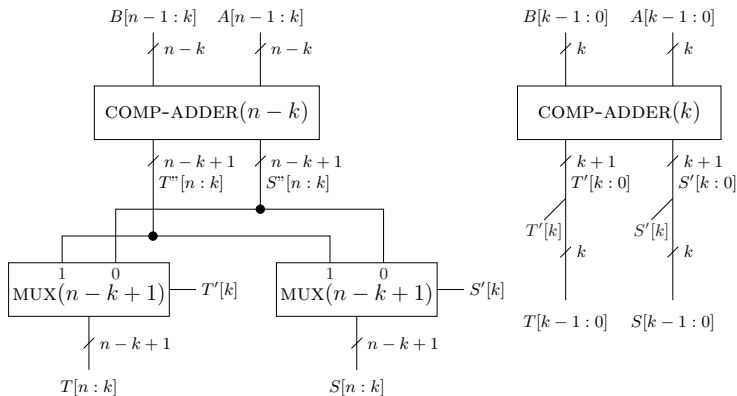 B[n − 1 : k] A[n − 1 : k] B[k − 1 : 0] A[k − 1 : 0]
n − k n − k k k
COMP-ADDER(n − k) COMP-ADDER(k)
n − k + 1 n − k + 1 k + 1 k + 1
T"[n : k] S"[n : k] T′[k : 0] S′[k : 0]
T′[k] S′[k]
k k
1 0 1 0
MUX(n − k + 1) T′[k] MUX(n − k + 1) S′[k]
T[k − 1 : 0] S[k − 1 : 0]
n − k + 1 n − k + 1
T[n : k] S[n : k]